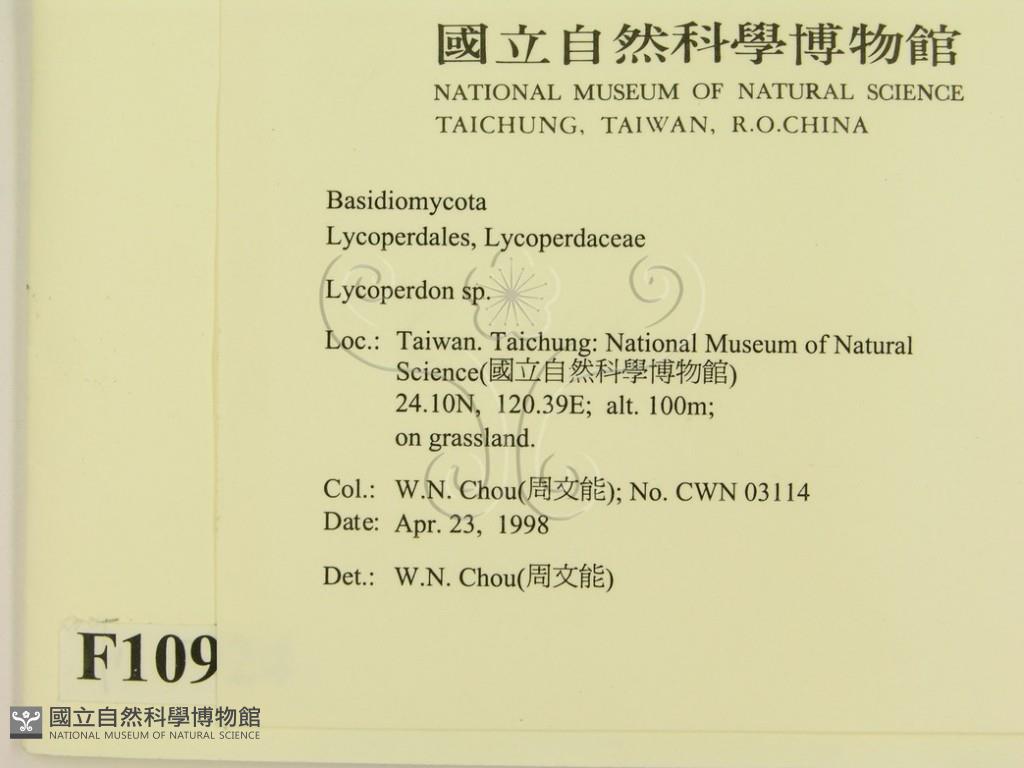 國立自然科學博物館
NATIONAL MUSEUM OF NATURAL SCIENCE
TAICHUNG, TAIWAN, R.O.CHINA
Basidiomycota
Lycoperdales, Lycoperdaceae
Lycoperdon sp.
Loc.: Taiwan. Taichung: National Museum of Natural
Science(國立自然科學博物館)
24.10N, 120.39E; alt. 100m;
on grassland.
Col.: W.N. Chou(周文能); No. CWN 03114
Date: Apr. 23, 1998
Det.: W.N. Chou(周文能)
F109
國立自然科學博物館
NATIONAL MUSEUM OF NATURAL SCIENCE